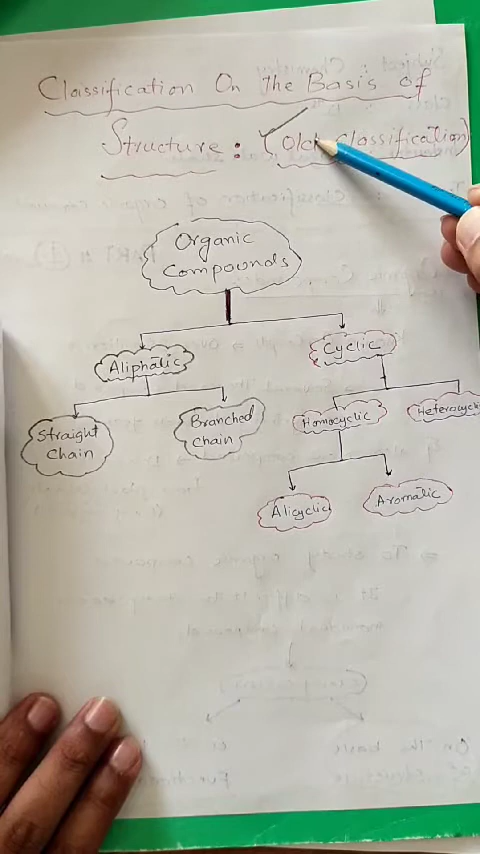 Classification On The Basis of
Structure : (Old Classification)
Organic
Compounds
Aliphatic
Cyclic
Straight
Chain
Branched
Chain
Homocyclic
Heterocyclic
Alicyclic
Aromatic